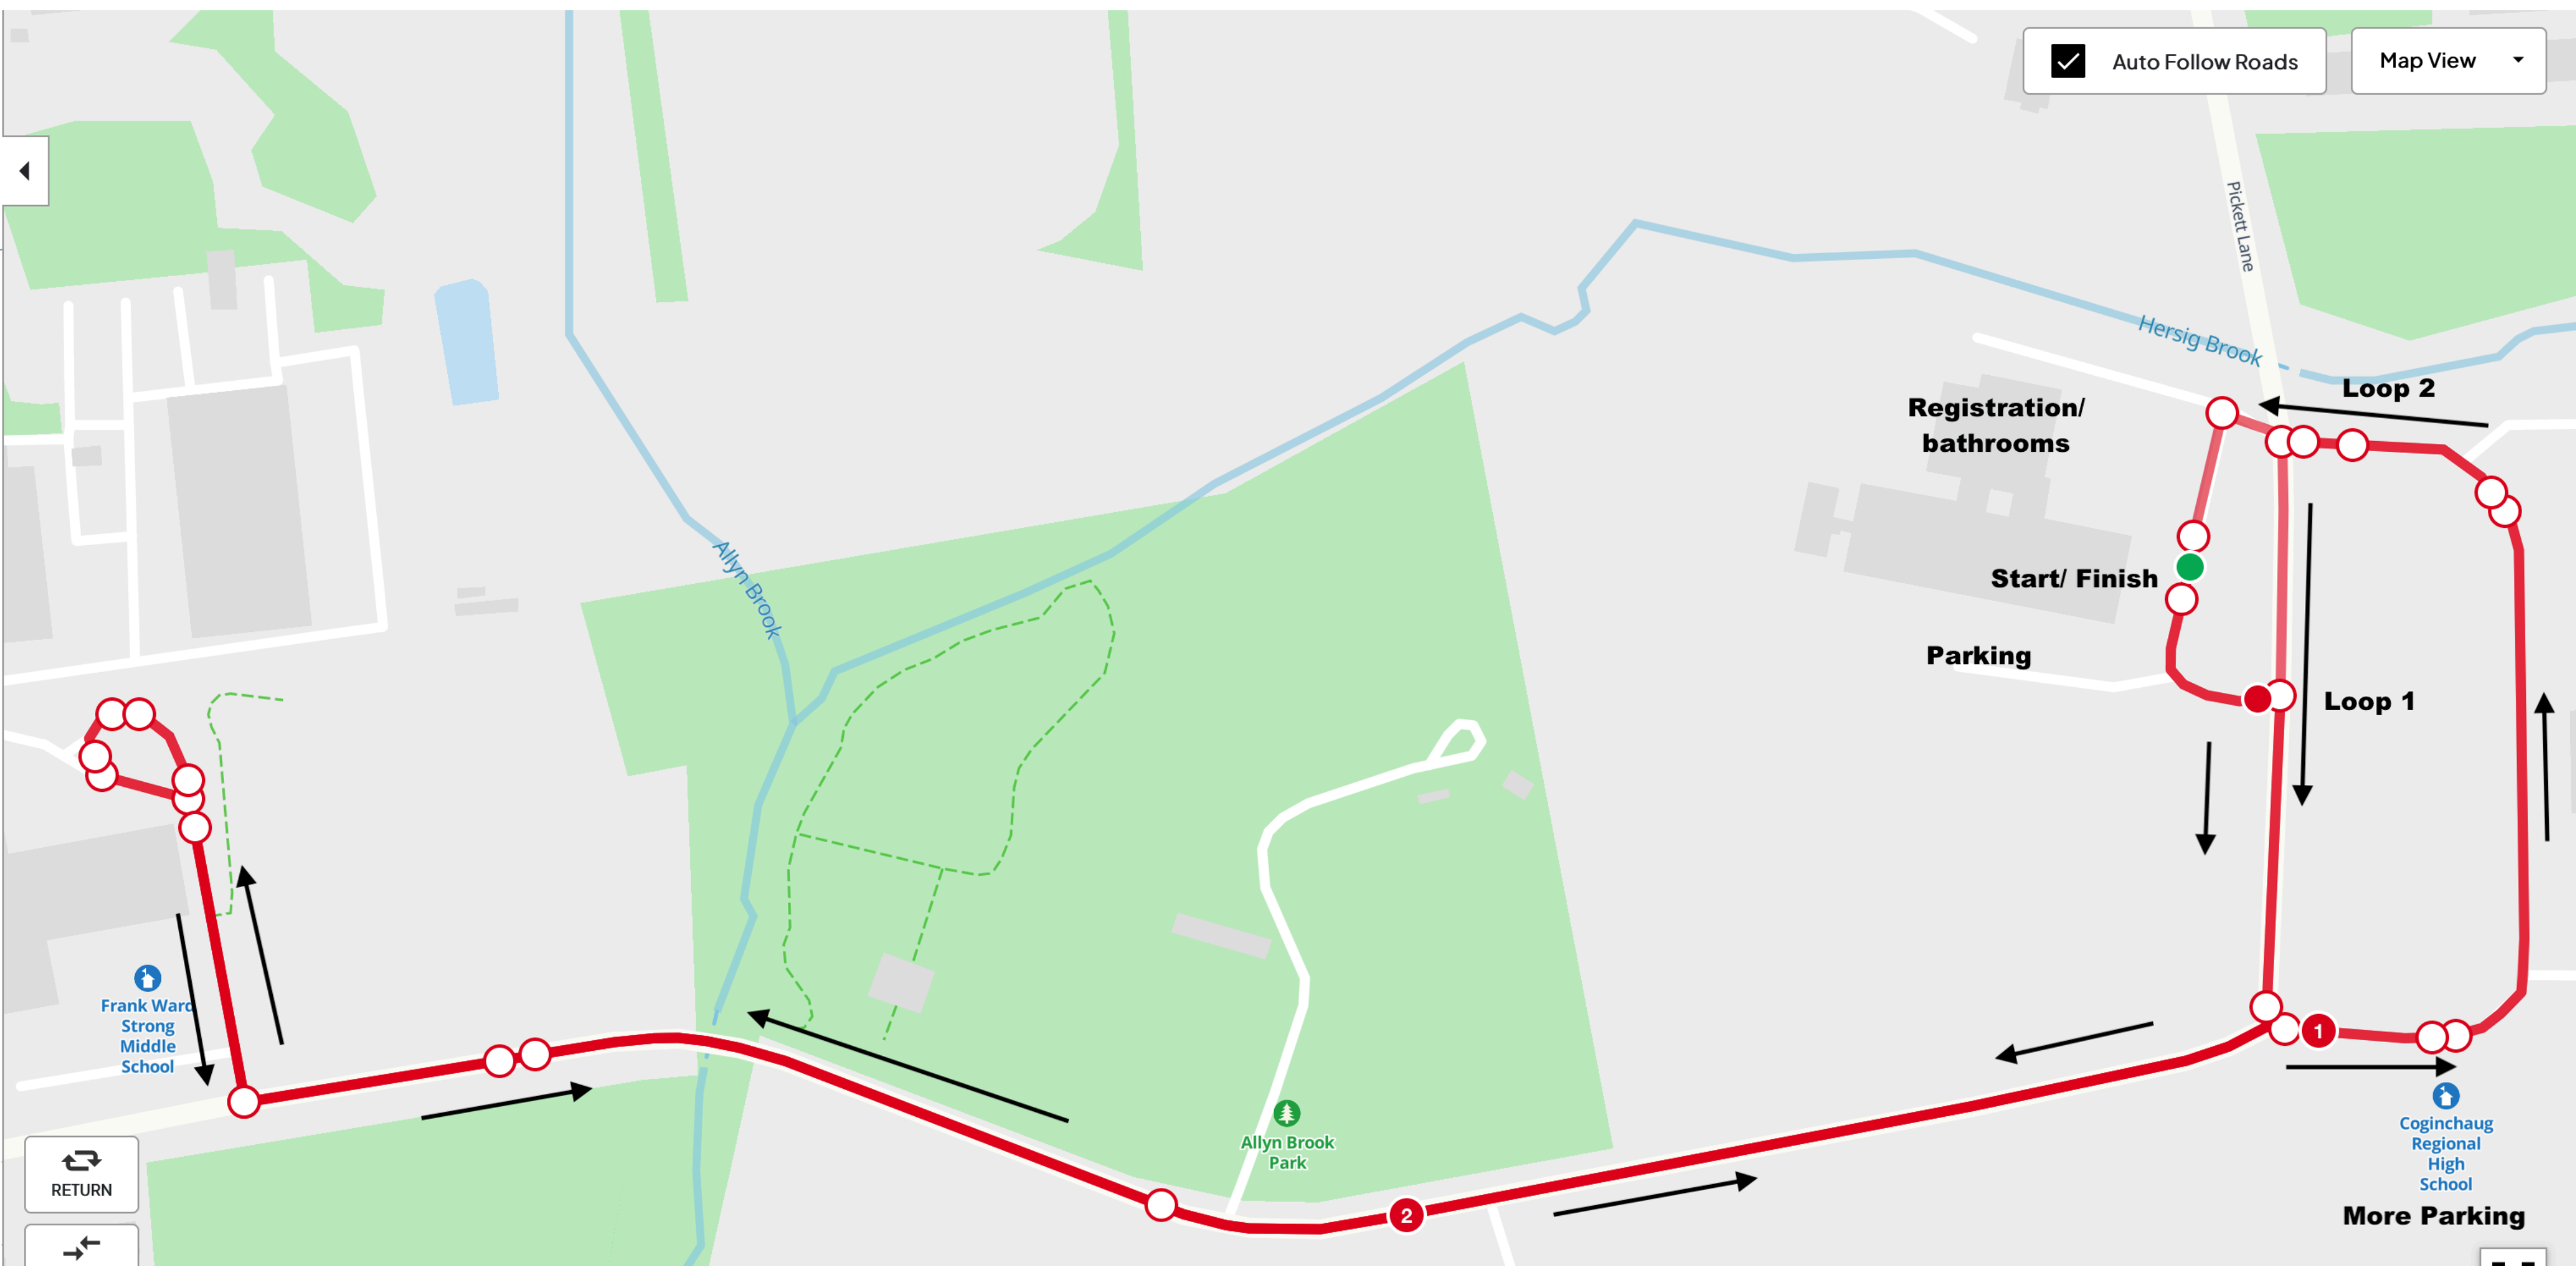 Auto Follow Roads
Map View
Pickett Lane
Hersig Brook
Loop 2
Registration/
bathrooms
Allyn Brook
Start/ Finish
Parking
Loop 1
Frank Ward
Strong
Middle
School
1
Coginchaug
Regional
High
School
Allyn Brook
Park
RETURN
2
More Parking